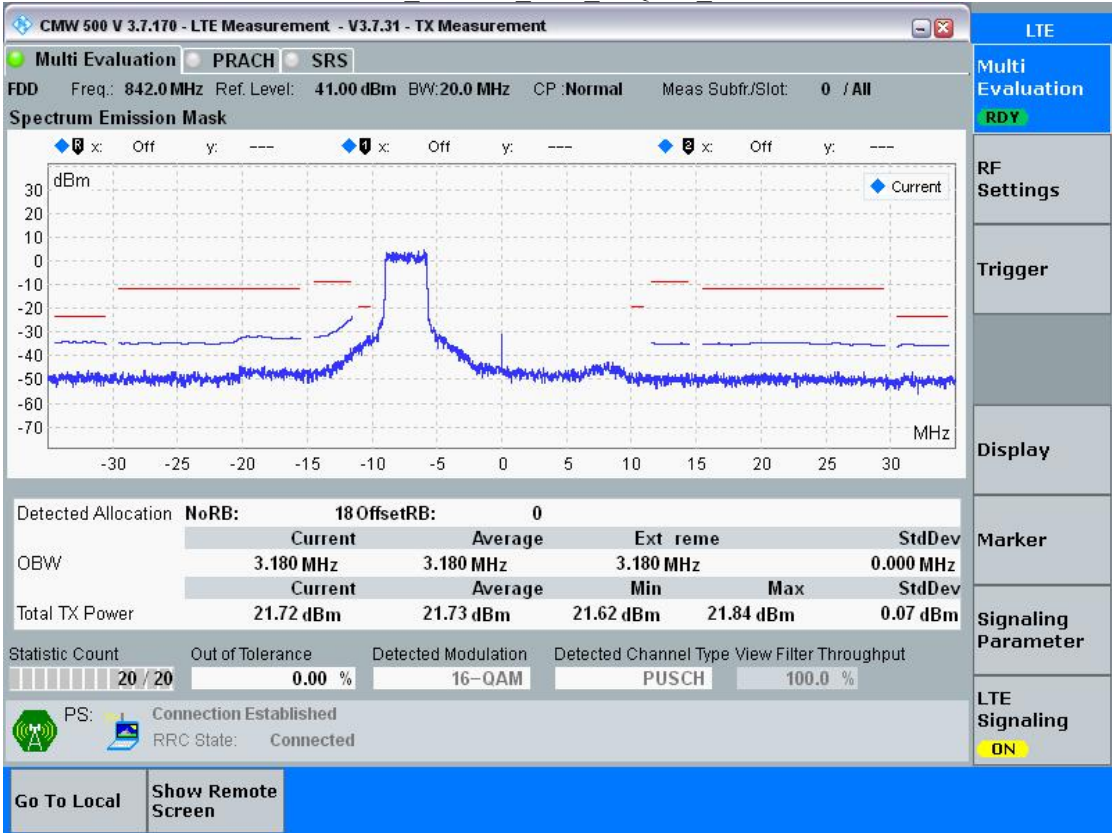 CMW 500 V 3.7.170 - LTE Measurement - V3.7.31 - TX Measurement
LTE
Multi Evaluation PRACH SRS
Multi Evaluation
RDY
FDD Freq.: 842.0 MHz Ref. Level: 41.00 dBm BW:20.0 MHz CP :Normal Meas Subfr./Slot: 0 / All
Spectrum Emission Mask
R x: Off y: --- 1 x: Off y: --- 2 x: Off y: ---
dBm
Current
30
20
10
0
-10
-20
-30
-40
-50
-60
-70
MHz
-30 -25 -20 -15 -10 -5 0 5 10 15 20 25 30
RF Settings
Trigger
Display
Marker
Signaling Parameter
LTE Signaling
ON
Detected Allocation NoRB: 18 OffsetRB: 0
Current Average Ext reme StdDev
OBW 3.180 MHz 3.180 MHz 3.180 MHz 0.000 MHz
Current Average Min Max StdDev
Total TX Power 21.72 dBm 21.73 dBm 21.62 dBm 21.84 dBm 0.07 dBm
Statistic Count Out of Tolerance Detected Modulation Detected Channel Type View Filter Throughput
20 / 20 0.00 % 16-QAM PUSCH 100.0 %
PS: Connection Established
RRC State: Connected
Go To Local
Show Remote Screen